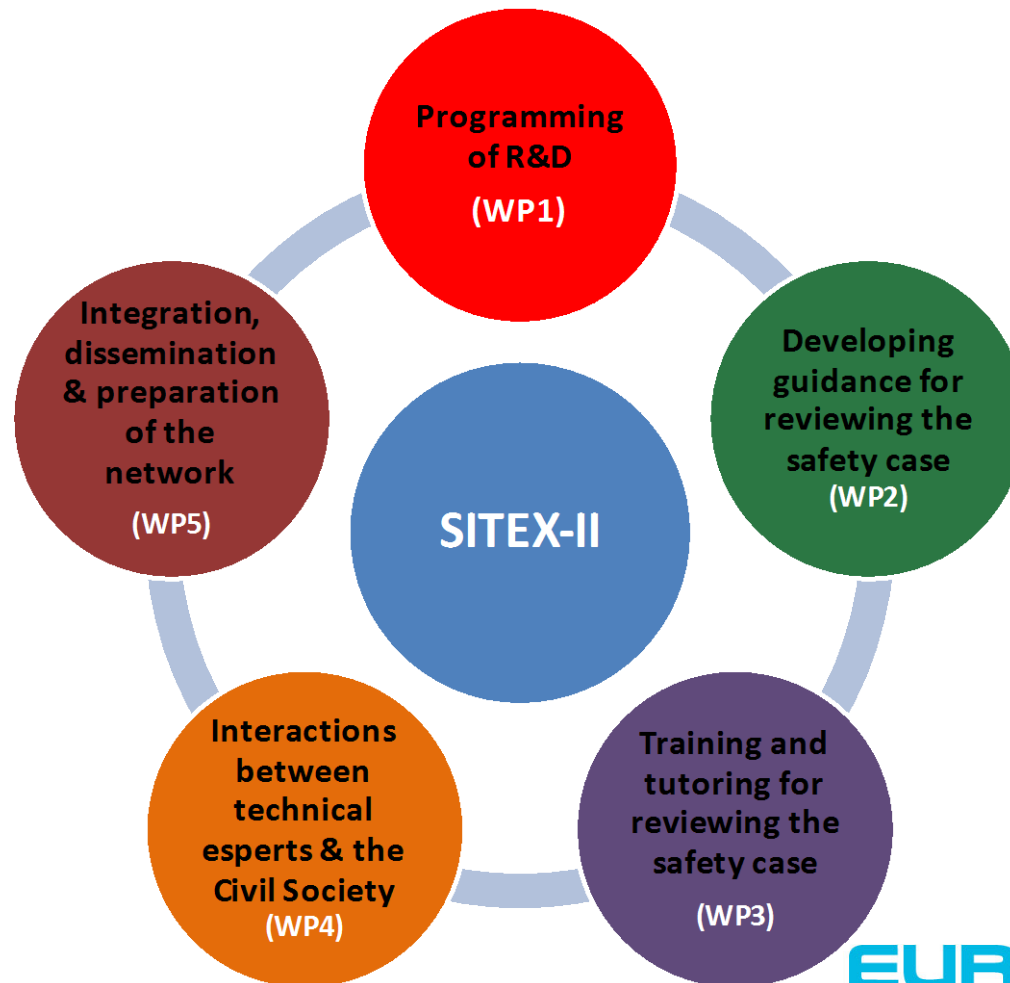 Programming
of R&D
(WP1)
Integration,
dissemination
& preparation
of the
network
(WP5)
Developing
guidance for
reviewing the
safety case
(WP2)
SITEX-II
Interactions
between
technical
esperts & the
Civil Society
(WP4)
Training and
tutoring for
reviewing the
safety case
(WP3)
EUR